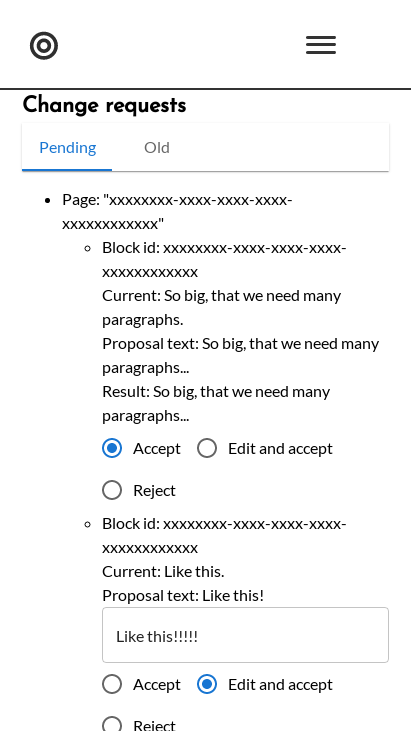 Change requests
Pending Old
Page: "xxxxxxxx-xxxx-xxxx-xxxx-
xxxxxxxxxxxx"
Block id: xxxxxxxx-xxxx-xxxx-xxxx-
xxxxxxxxxxxx
Current: So big, that we need many
paragraphs.
Proposal text: So big, that we need many
paragraphs...
Result: So big, that we need many
paragraphs...
Accept Edit and accept
Reject
Block id: xxxxxxxx-xxxx-xxxx-xxxx-
xxxxxxxxxxxx
Current: Like this.
Proposal text: Like this!
Like this!!!!!
Accept Edit and accept
Reject